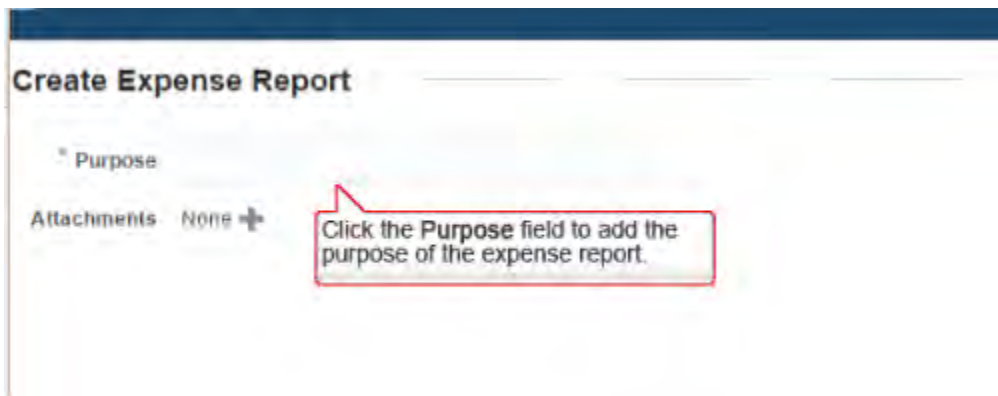 Create Expense Report
* Purpose
Attachments None
Click the Purpose field to add the
purpose of the expense report.